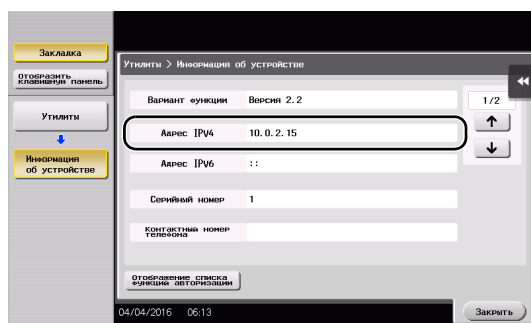 Закладка
Отобразить
клавишную панель
Утилиты
Информация
об устройстве
Утилиты > Информация об устройстве
Вариант функции Версия 2.2
1/2
Адрес IPV4 10.0.2.15
Адрес IPV6 ::
Серийный номер 1
Контактный номер
телефона
Отображение списка
функций авторизации
04/04/2016 06:13
Закрыть